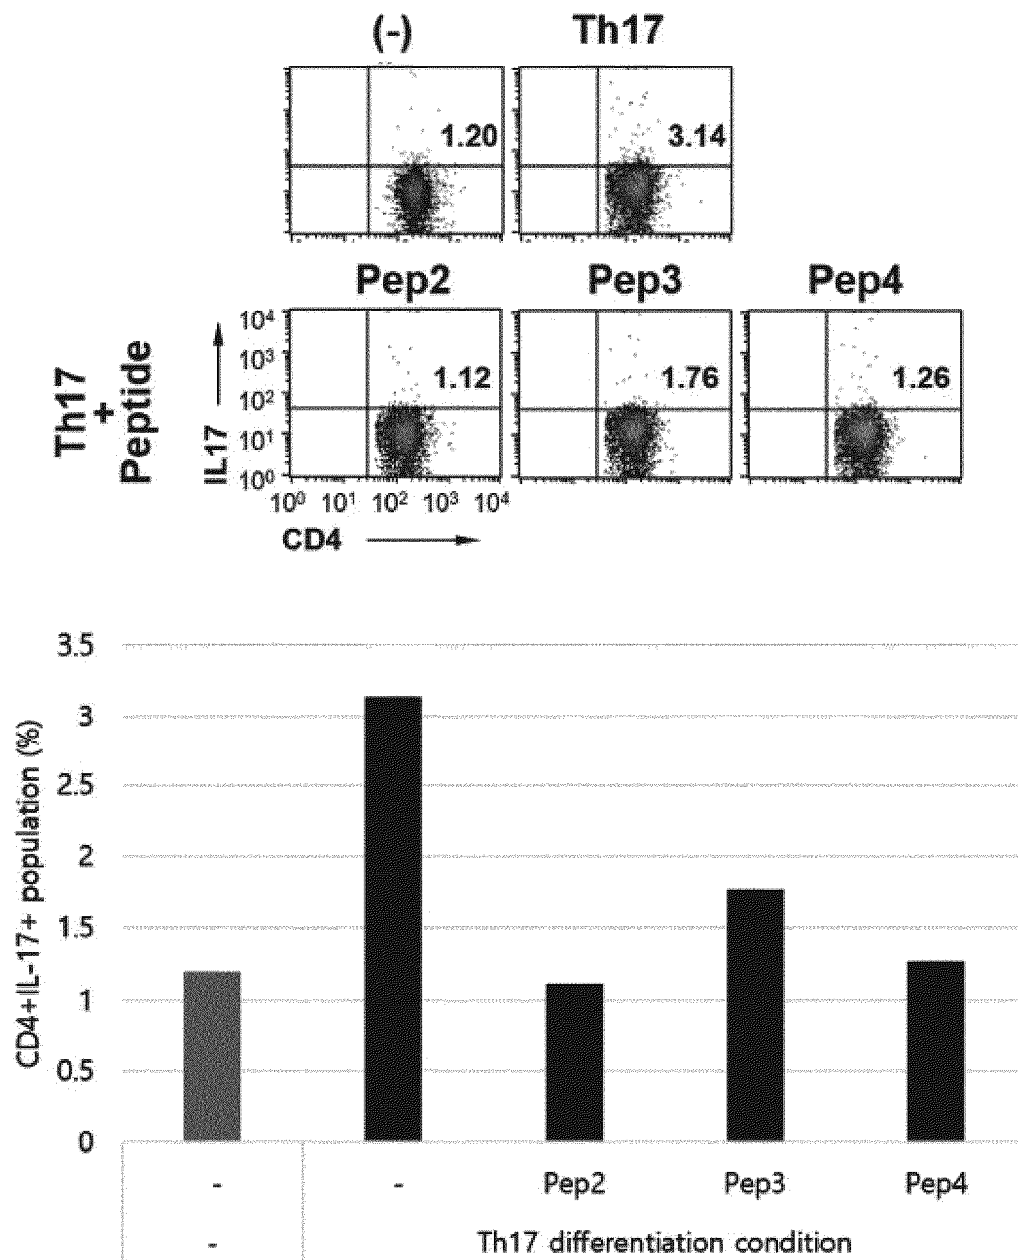 (-) Th17
1.20 3.14
Pep2 Pep3 Pep4
Th17
+
Peptide
IL17
10⁴
10³
10²
10¹
10⁰
1.12 1.76 1.26
10⁰ 10¹ 10² 10³ 10⁴
CD4
CD4+IL-17+ population (%)
3.5
3
2.5
2
1.5
1
0.5
0
- - Pep2 Pep3 Pep4
- Th17 differentiation condition